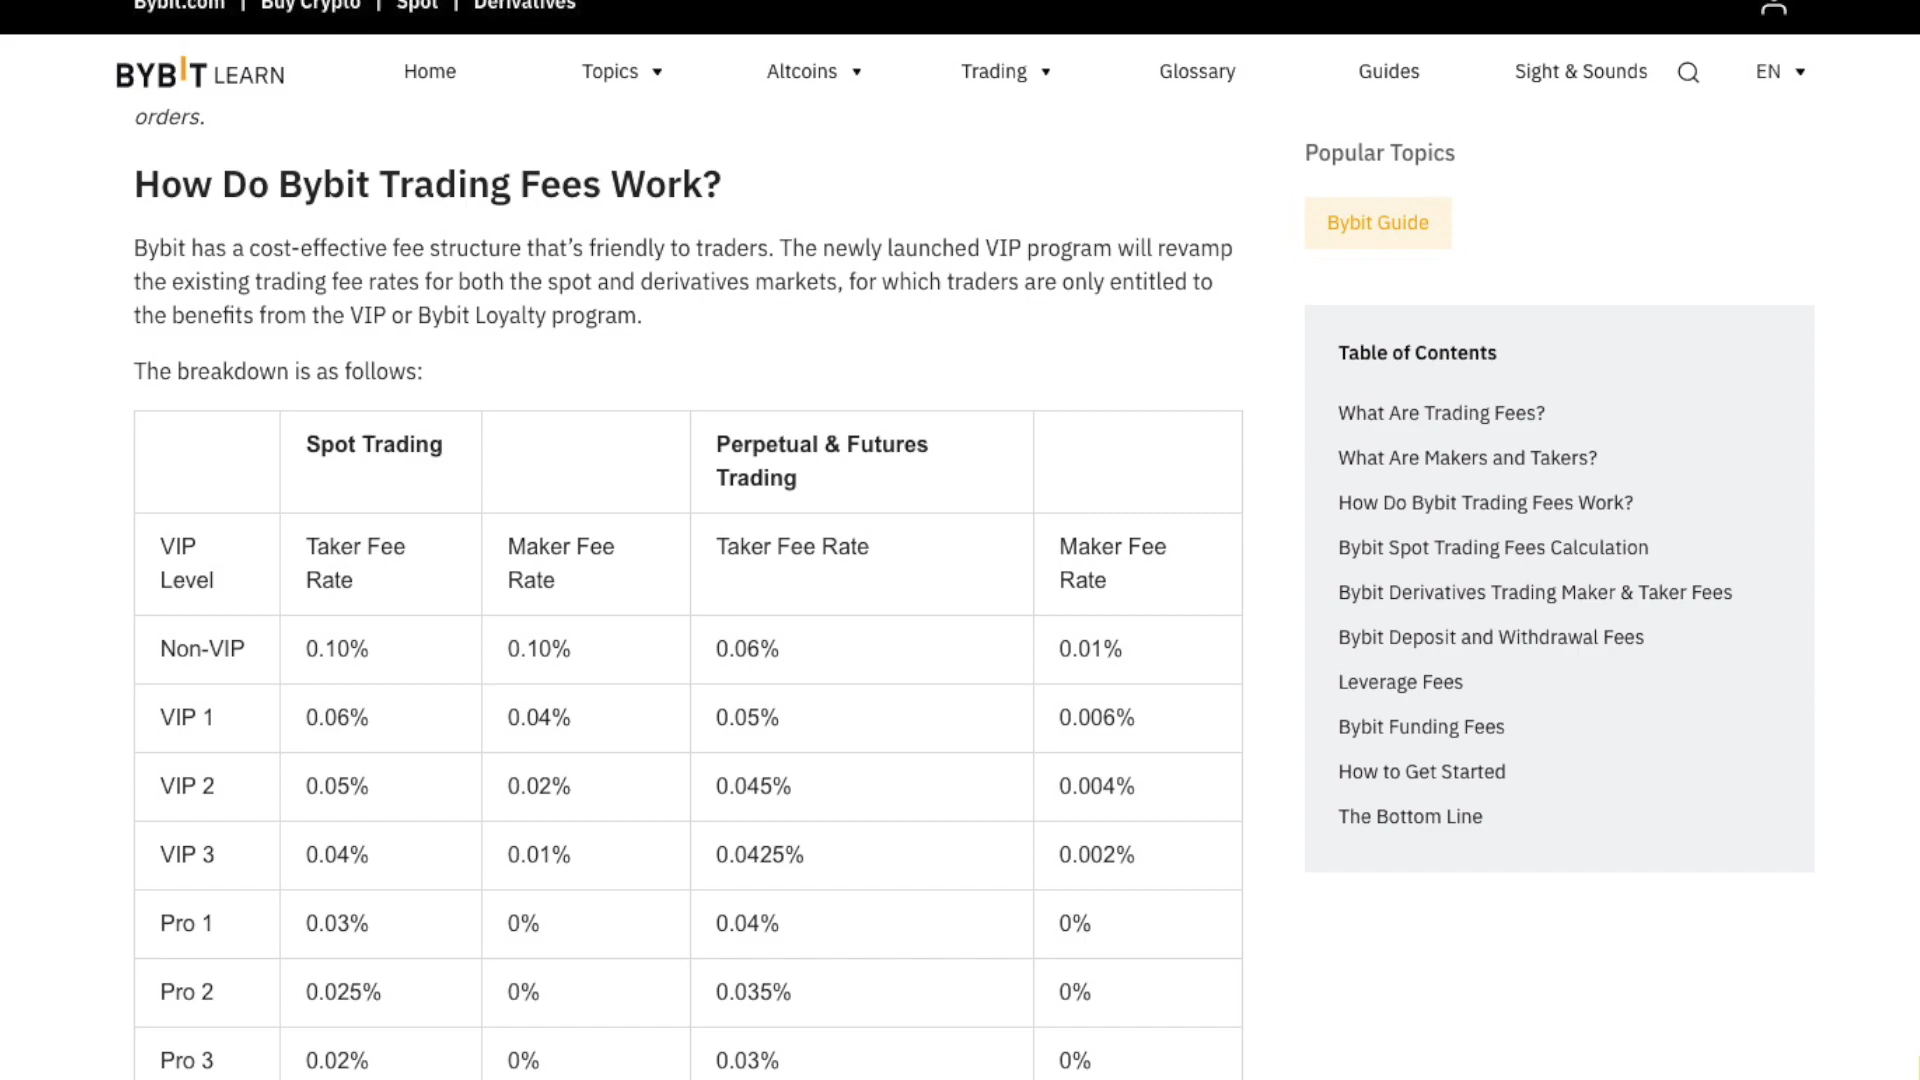 Bybit.com | Buy Crypto | Spot | Derivatives
BYBIT LEARN Home Topics Altcoins Trading Glossary Guides Sight & Sounds EN
orders.
How Do Bybit Trading Fees Work?
Bybit has a cost-effective fee structure that’s friendly to traders. The newly launched VIP program will revamp
the existing trading fee rates for both the spot and derivatives markets, for which traders are only entitled to
the benefits from the VIP or Bybit Loyalty program.
The breakdown is as follows:
Spot Trading Perpetual & Futures
Trading
VIP Taker Fee Maker Fee Taker Fee Rate Maker Fee
Level Rate Rate Rate
Non-VIP 0.10% 0.10% 0.06% 0.01%
VIP 1 0.06% 0.04% 0.05% 0.006%
VIP 2 0.05% 0.02% 0.045% 0.004%
VIP 3 0.04% 0.01% 0.0425% 0.002%
Pro 1 0.03% 0% 0.04% 0%
Pro 2 0.025% 0% 0.035% 0%
Pro 3 0.02% 0% 0.03% 0%
Popular Topics
Bybit Guide
Table of Contents
What Are Trading Fees?
What Are Makers and Takers?
How Do Bybit Trading Fees Work?
Bybit Spot Trading Fees Calculation
Bybit Derivatives Trading Maker & Taker Fees
Bybit Deposit and Withdrawal Fees
Leverage Fees
Bybit Funding Fees
How to Get Started
The Bottom Line